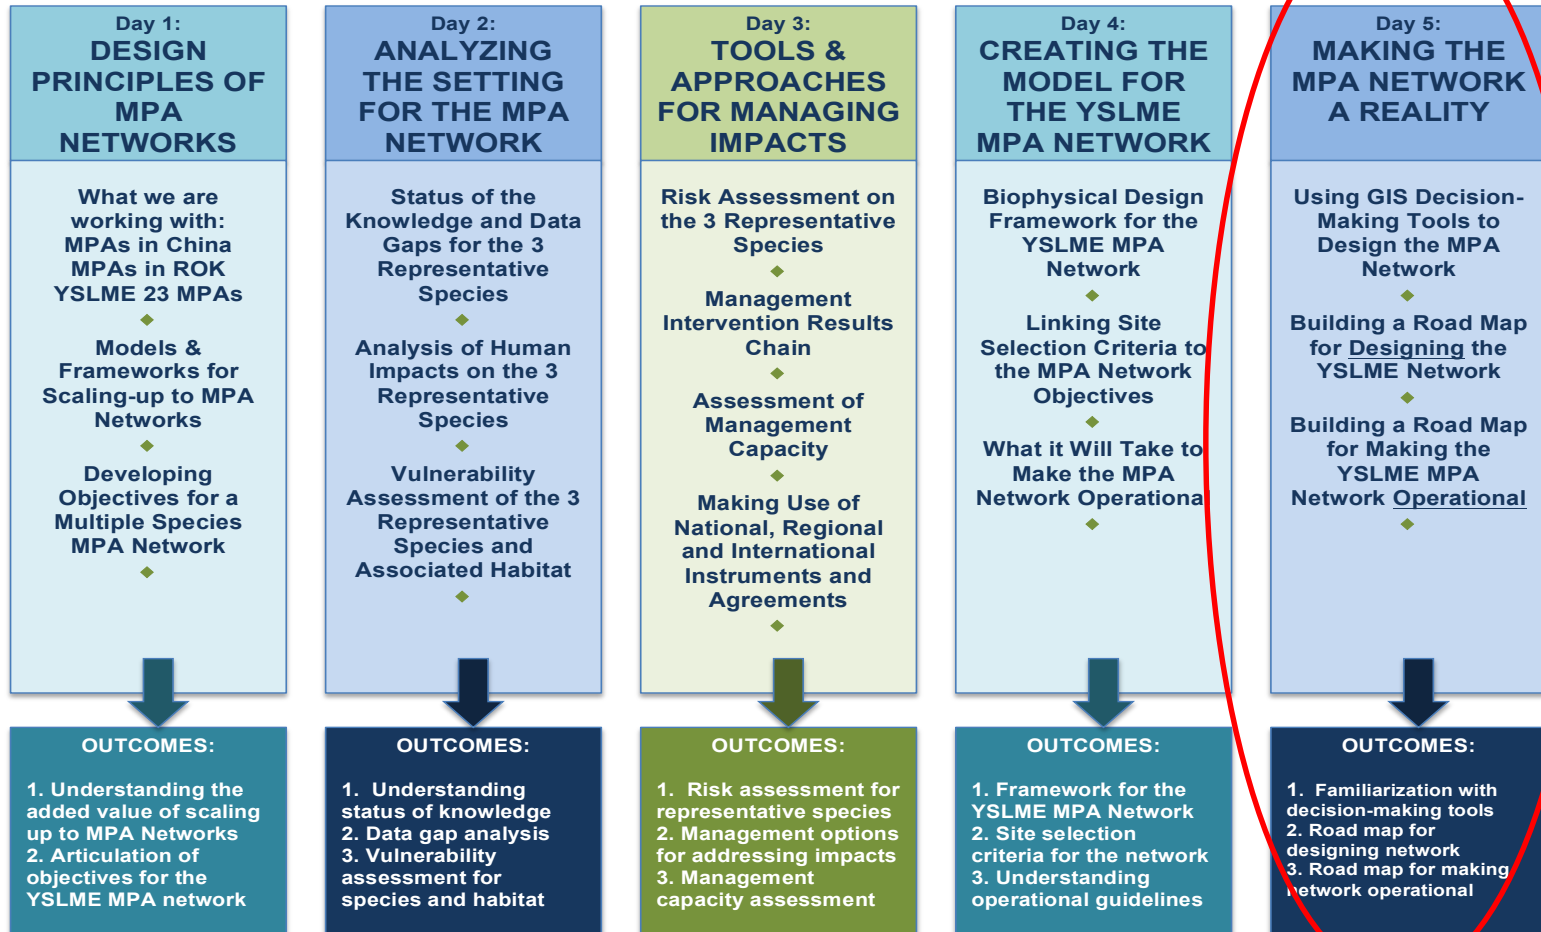 Day 1:
DESIGN
PRINCIPLES OF
MPA
NETWORKS
What we are
working with:
MPAs in China
MPAs in ROK
YSLME 23 MPAs
Models &
Frameworks for
Scaling-up to MPA
Networks
Developing
Objectives for a
Multiple Species
MPA Network
OUTCOMES:
1. Understanding the
added value of scaling
up to MPA Networks
2. Articulation of
objectives for the
YSLME MPA network
Day 2:
ANALYZING
THE SETTING
FOR THE MPA
NETWORK
Status of the
Knowledge and Data
Gaps for the 3
Representative
Species
Analysis of Human
Impacts on the 3
Representative
Species
Vulnerability
Assessment of the 3
Representative
Species and
Associated Habitat
OUTCOMES:
1. Understanding
status of knowledge
2. Data gap analysis
3. Vulnerability
assessment for
species and habitat
Day 3:
TOOLS &
APPROACHES
FOR MANAGING
IMPACTS
Risk Assessment on
the 3 Representative
Species
Management
Intervention Results
Chain
Assessment of
Management
Capacity
Making Use of
National, Regional
and International
Instruments and
Agreements
OUTCOMES:
1. Risk assessment for
representative species
2. Management options
for addressing impacts
3. Management
capacity assessment
Day 4:
CREATING THE
MODEL FOR
THE YSLME
MPA NETWORK
Biophysical Design
Framework for the
YSLME MPA
Network
Linking Site
Selection Criteria to
the MPA Network
Objectives
What it Will Take to
Make the MPA
Network Operational
OUTCOMES:
1. Framework for the
YSLME MPA Network
2. Site selection
criteria for the network
3. Understanding
operational guidelines
Day 5:
MAKING THE
MPA NETWORK
A REALITY
Using GIS Decision-
Making Tools to
Design the MPA
Network
Building a Road Map
for Designing the
YSLME Network
Building a Road Map
for Making the
YSLME MPA
Network Operational
OUTCOMES:
1. Familiarization with
decision-making tools
2. Road map for
designing network
3. Road map for making
network operational